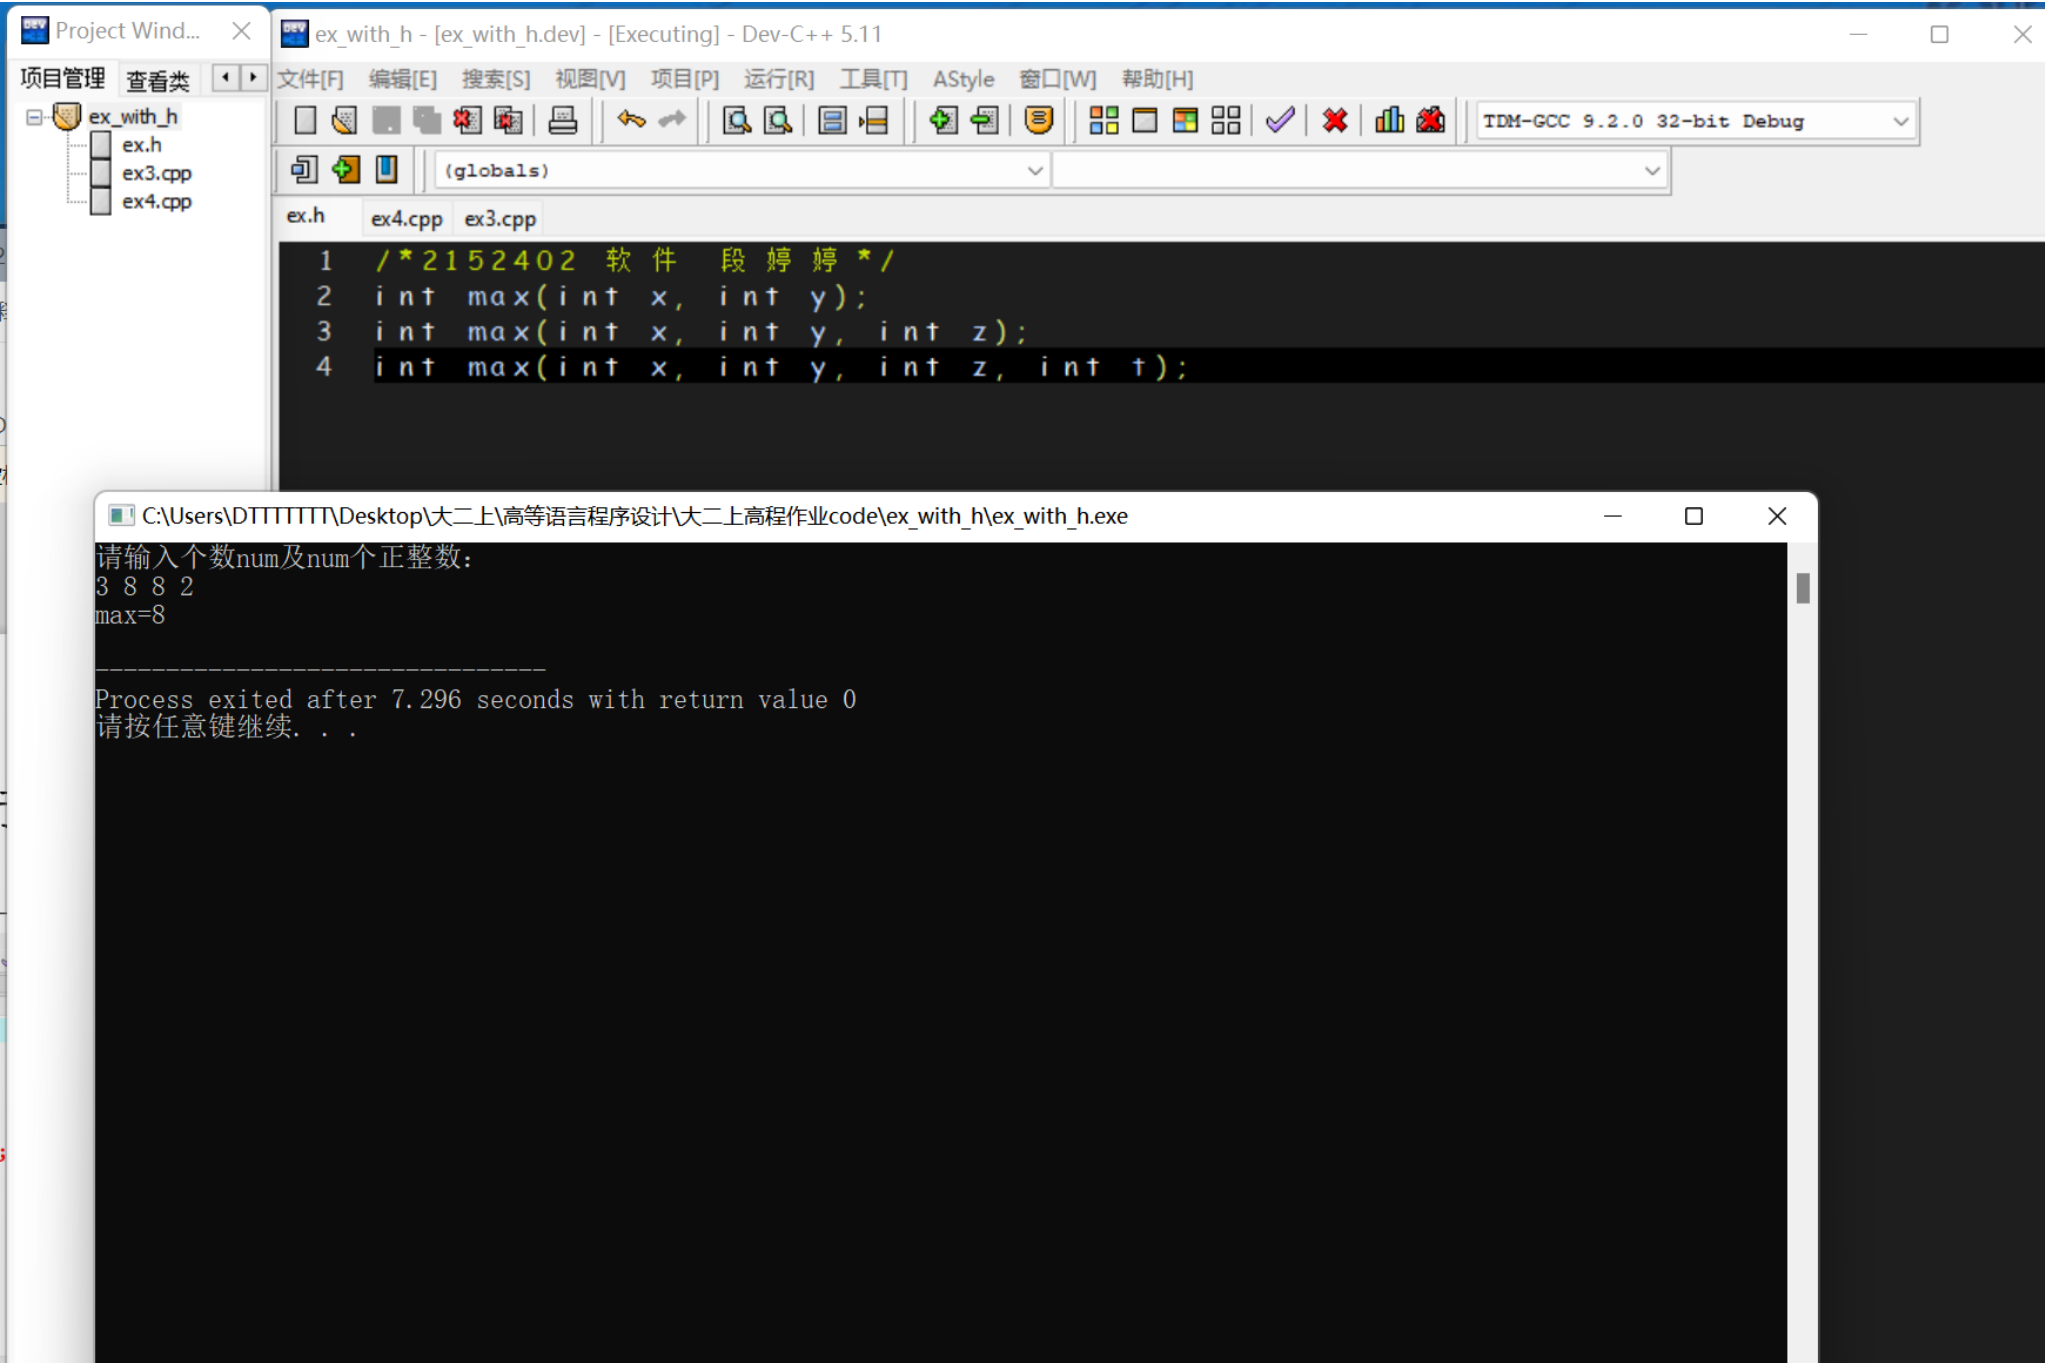 Project Wind...
ex_with_h - [ex_with_h.dev] - [Executing] - Dev-C++ 5.11
项目管理 查看类
文件[F] 编辑[E] 搜索[S] 视图[V] 项目[P] 运行[R] 工具[T] AStyle 窗口[W] 帮助[H]
ex_with_h
ex.h
ex3.cpp
ex4.cpp
TDM-GCC 9.2.0 32-bit Debug
(globals)
ex.h ex4.cpp ex3.cpp
1 /*2152402 软件 段婷婷*/
2 int max(int x, int y);
3 int max(int x, int y, int z);
4 int max(int x, int y, int z, int t);
C:\Users\DTTTTTTT\Desktop\大二上\高等语言程序设计\大二上高程作业code\ex_with_h\ex_with_h.exe
请输入个数num及num个正整数:
3 8 8 2
max=8
--------------------------------
Process exited after 7.296 seconds with return value 0
请按任意键继续. . .